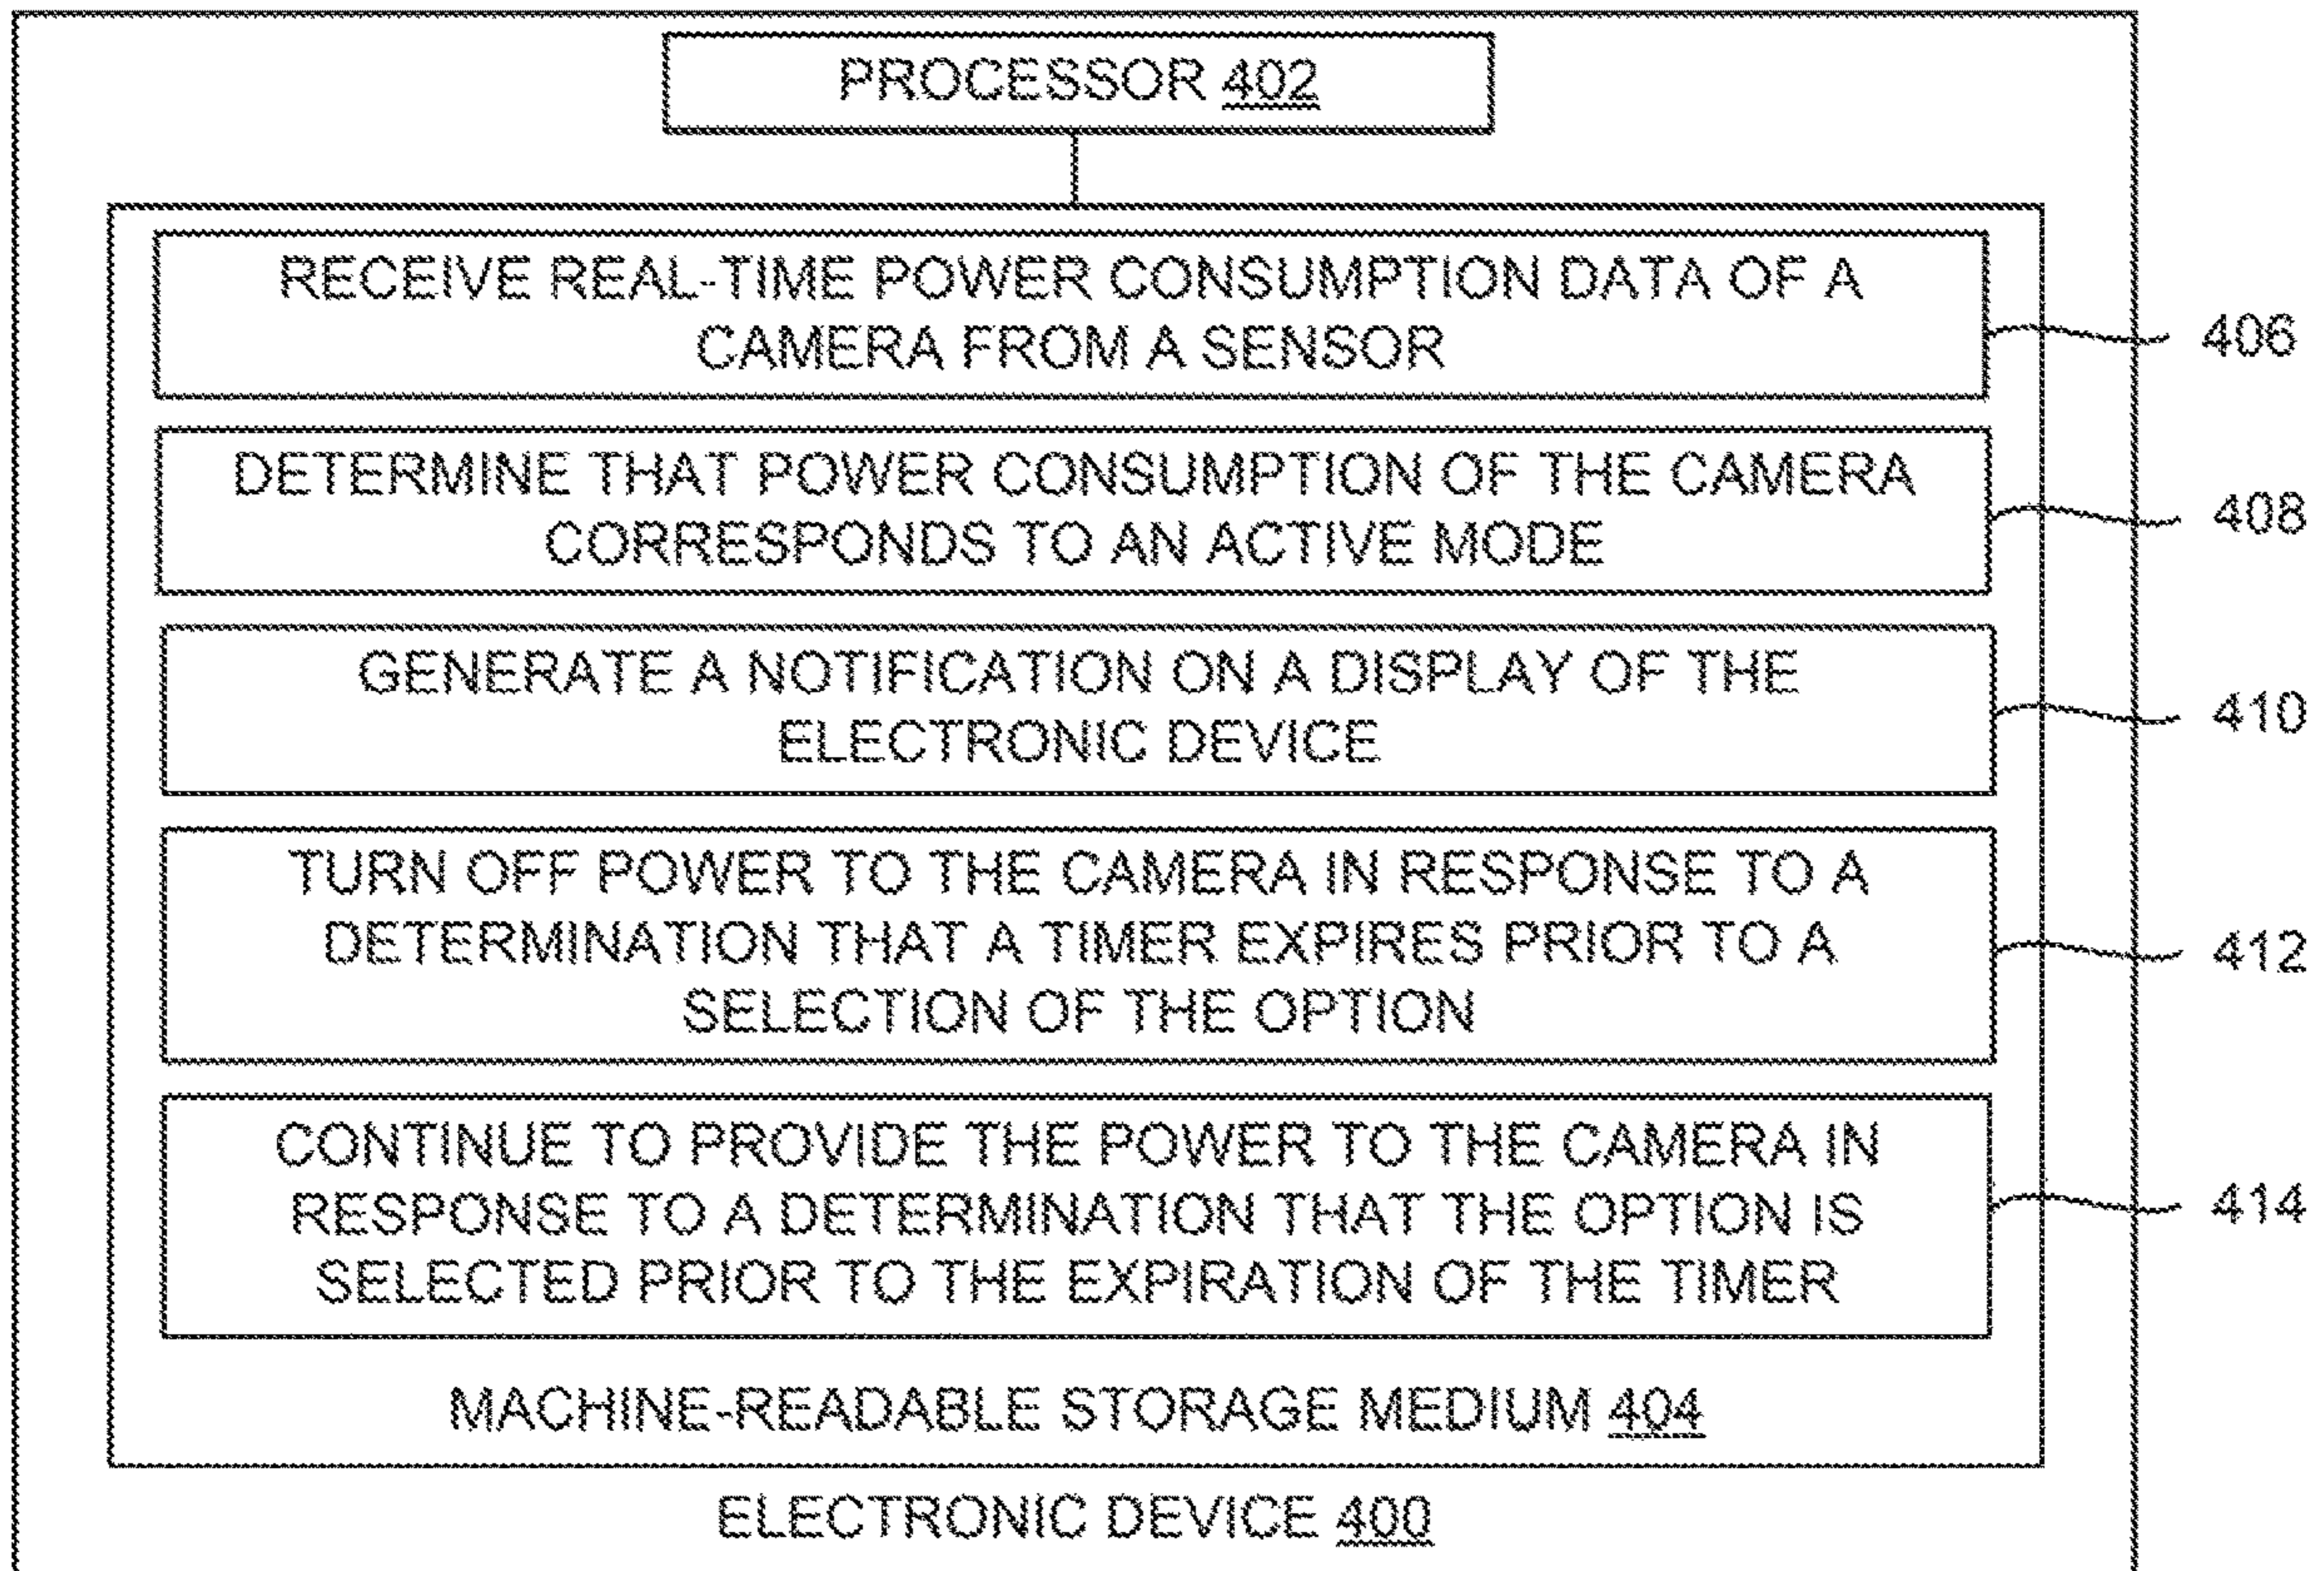 PROCESSOR 402
RECEIVE REAL-TIME POWER CONSUMPTION DATA OF A
CAMERA FROM A SENSOR
406
DETERMINE THAT POWER CONSUMPTION OF THE CAMERA
CORRESPONDS TO AN ACTIVE MODE
408
GENERATE A NOTIFICATION ON A DISPLAY OF THE
ELECTRONIC DEVICE
410
TURN OFF POWER TO THE CAMERA IN RESPONSE TO A
DETERMINATION THAT A TIMER EXPIRES PRIOR TO A
SELECTION OF THE OPTION
412
CONTINUE TO PROVIDE THE POWER TO THE CAMERA IN
RESPONSE TO A DETERMINATION THAT THE OPTION IS
SELECTED PRIOR TO THE EXPIRATION OF THE TIMER
414
MACHINE-READABLE STORAGE MEDIUM 404
ELECTRONIC DEVICE 400